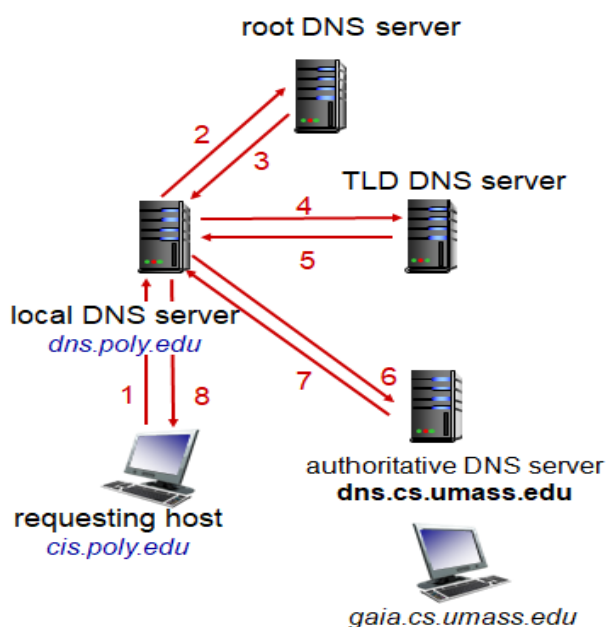 root DNS server
2
3
TLD DNS server
4
5
local DNS server
dns.poly.edu
1
8
7
6
authoritative DNS server
dns.cs.umass.edu
requesting host
cis.poly.edu
gaia.cs.umass.edu